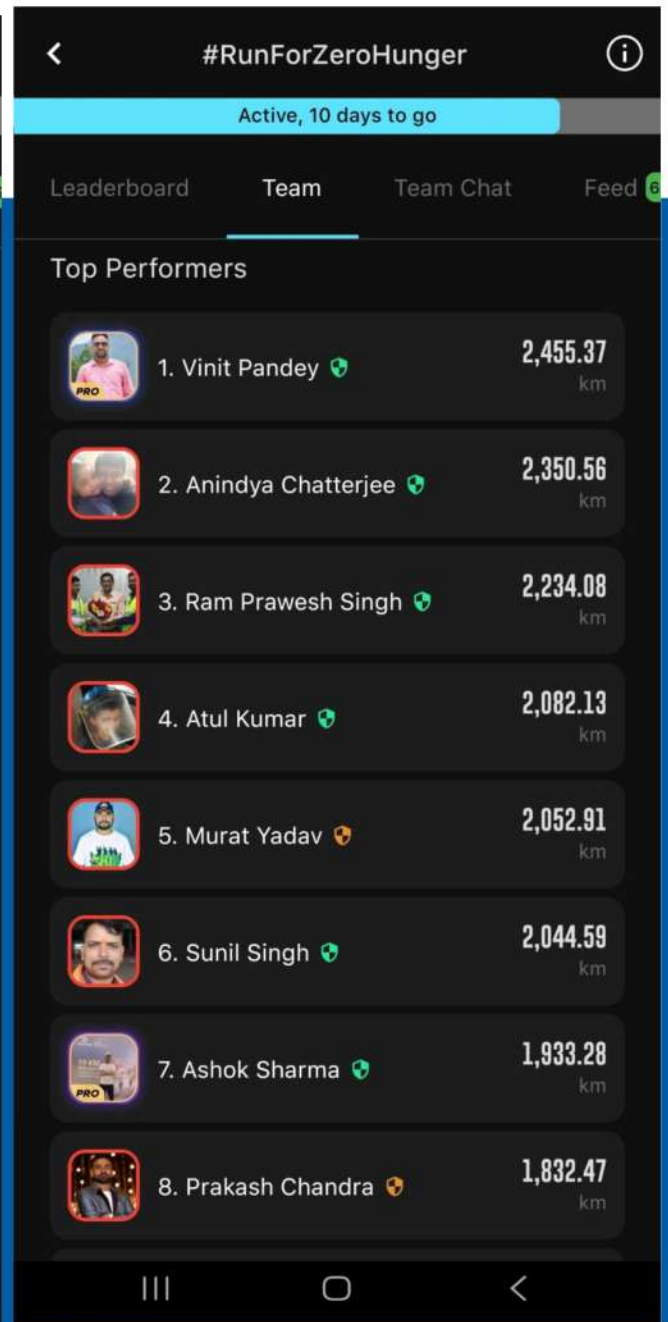 #RunForZeroHunger
Active, 10 days to go
Leaderboard Team Team Chat Feed 6
Top Performers
1. Vinit Pandey 2,455.37
km
PRO
2. Anindya Chatterjee 2,350.56
km
3. Ram Prawesh Singh 2,234.08
km
4. Atul Kumar 2,082.13
km
5. Murat Yadav 2,052.91
km
6. Sunil Singh 2,044.59
km
7. Ashok Sharma 1,933.28
km
PRO
8. Prakash Chandra 1,832.47
km